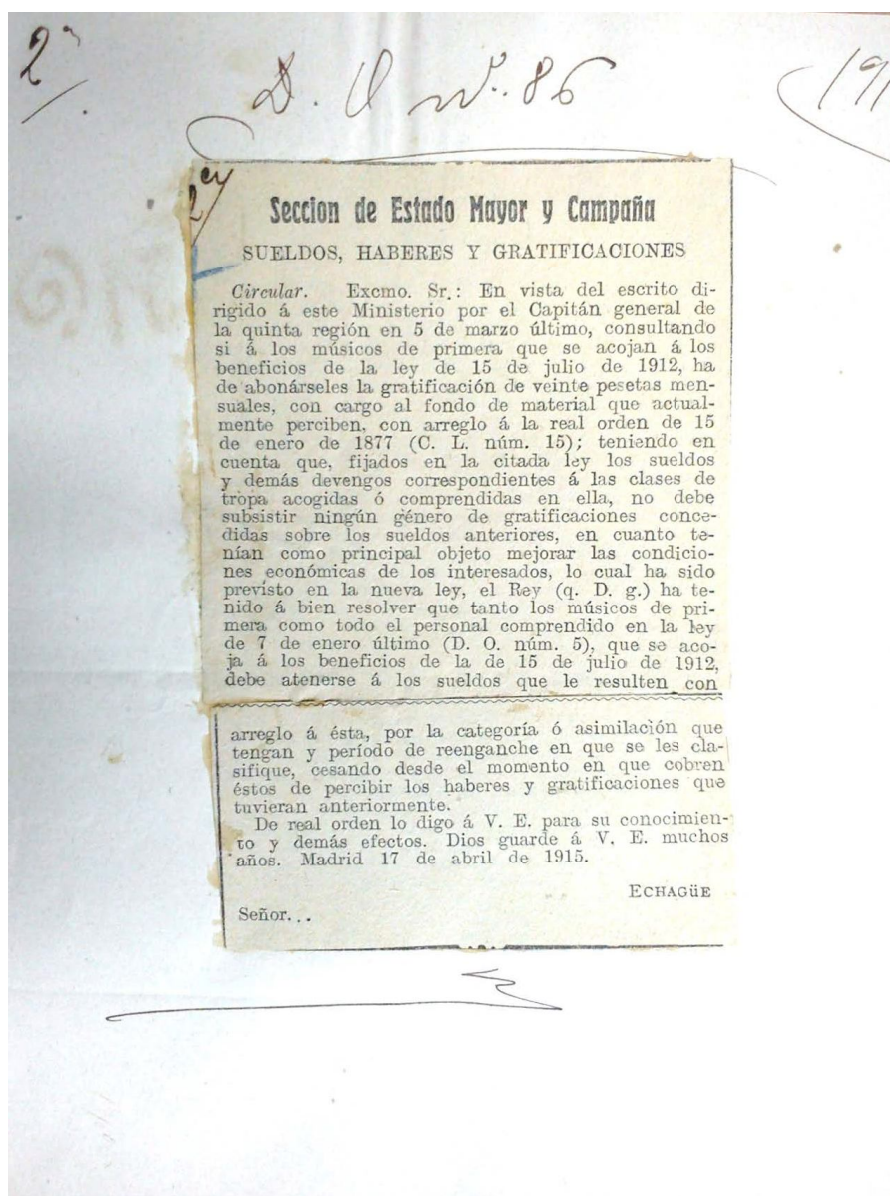 2ª
D. O nº. 86
Seccion de Estado Mayor y Campaña
SUELDOS, HABERES Y GRATIFICACIONES
Circular. Excmo. Sr.: En vista del escrito di-
rigido á este Ministerio por el Capitán general de
la quinta región en 5 de marzo último, consultando
si á los músicos de primera que se acojan á los
beneficios de la ley de 15 de julio de 1912, ha
de abonárseles la gratificación de veinte pesetas men-
suales, con cargo al fondo de material que actual-
mente perciben, con arreglo á la real orden de 15
de enero de 1877 (C. L. núm. 15); teniendo en
cuenta que, fijados en la citada ley los sueldos
y demás devengos correspondientes á las clases de
tropa acogidas ó comprendidas en ella, no debe
subsistir ningún género de gratificaciones conce-
didas sobre los sueldos anteriores, en cuanto te-
nían como principal objeto mejorar las condicio-
nes económicas de los interesados, lo cual ha sido
previsto en la nueva ley, el Rey (q. D. g.) ha te-
nido á bien resolver que tanto los músicos de pri-
mera como todo el personal comprendido en la ley
de 7 de enero último (D. O. núm. 5), que se aco-
ja á los beneficios de la de 15 de julio de 1912,
debe atenerse á los sueldos que le resulten con
arreglo á ésta, por la categoría ó asimilación que
tengan y período de reenganche en que se les cla-
sifique, cesando desde el momento en que cobren
éstos de percibir los haberes y gratificaciones que
tuvieran anteriormente.
De real orden lo digo á V. E. para su conocimien-
to y demás efectos. Dios guarde á V. E. muchos
años. Madrid 17 de abril de 1915.
ECHAGÜE
Señor...